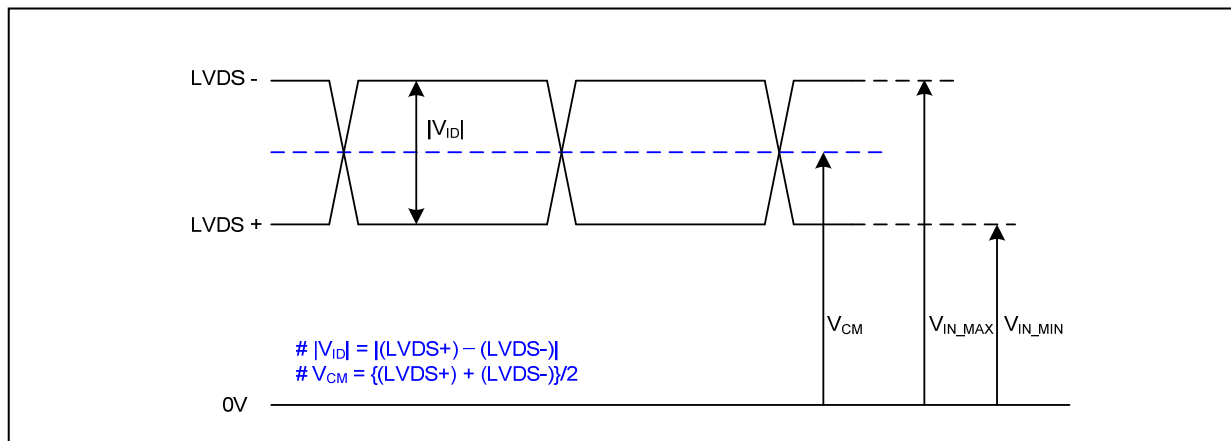 LVDS -
|VID|
LVDS +
VCM
VIN_MAX
VIN_MIN
# |VID| = |(LVDS+) – (LVDS-)|
# VCM = {(LVDS+) + (LVDS-)}/2
0V